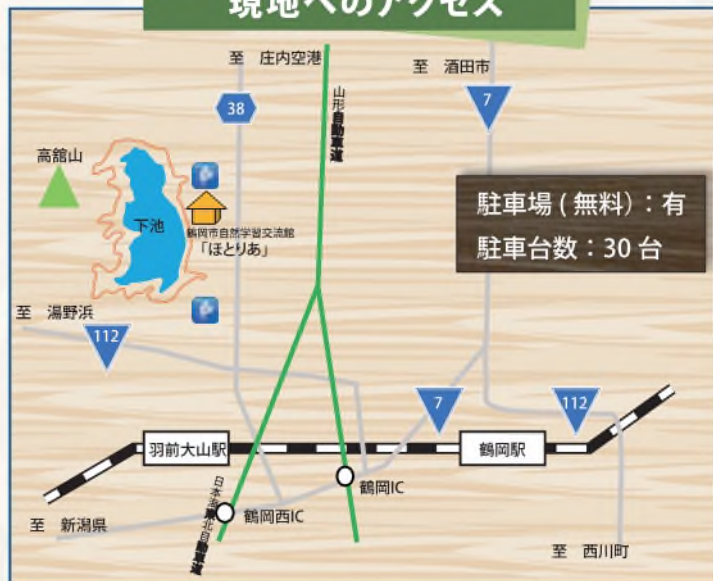 現地へのアクセス
至 庄内空港
至 酒田市
38
7
山形自動車道
高舘山
駐車場(無料):有
駐車台数:30台
下池
鶴岡市自然学習交流館
「ほとりあ」
至 湯野浜
112
7
112
羽前大山駅
鶴岡駅
鶴岡IC
日本海東北自動車道
鶴岡西IC
至 新潟県
至 西川町